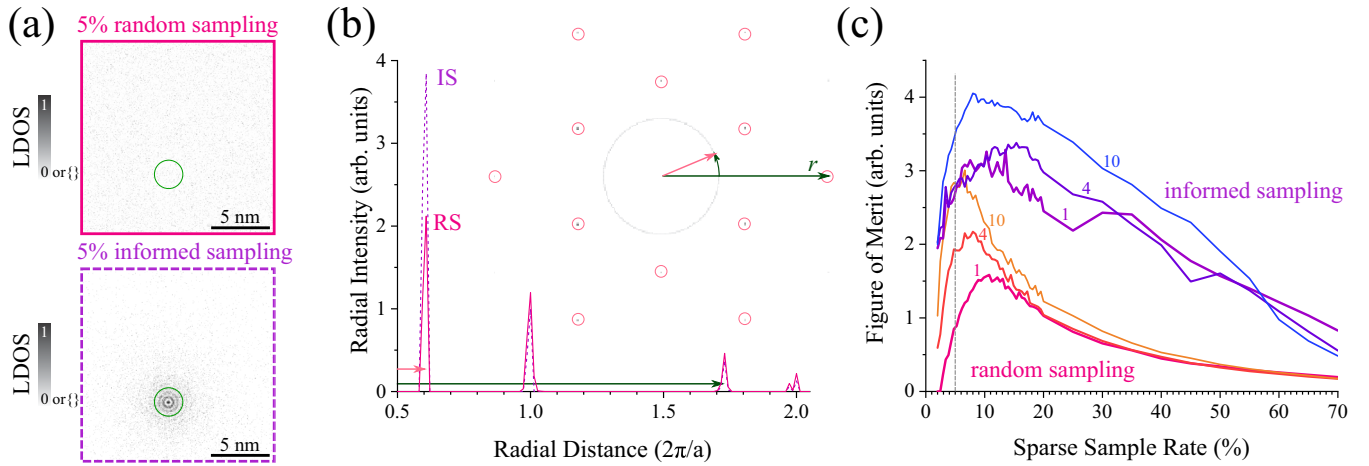 (a)
5% random sampling
LDOS
1
0 or{}
5 nm
5% informed sampling
LDOS
1
0 or{}
5 nm
(b)
Radial Intensity (arb. units)
4
3
2
1
0
IS
RS
r
0.5
1.0
1.5
2.0
Radial Distance (2π/a)
(c)
Figure of Merit (arb. units)
4
3
2
1
0
10
4
1
informed sampling
10
4
1
random sampling
0
10
20
30
40
50
60
70
Sparse Sample Rate (%)